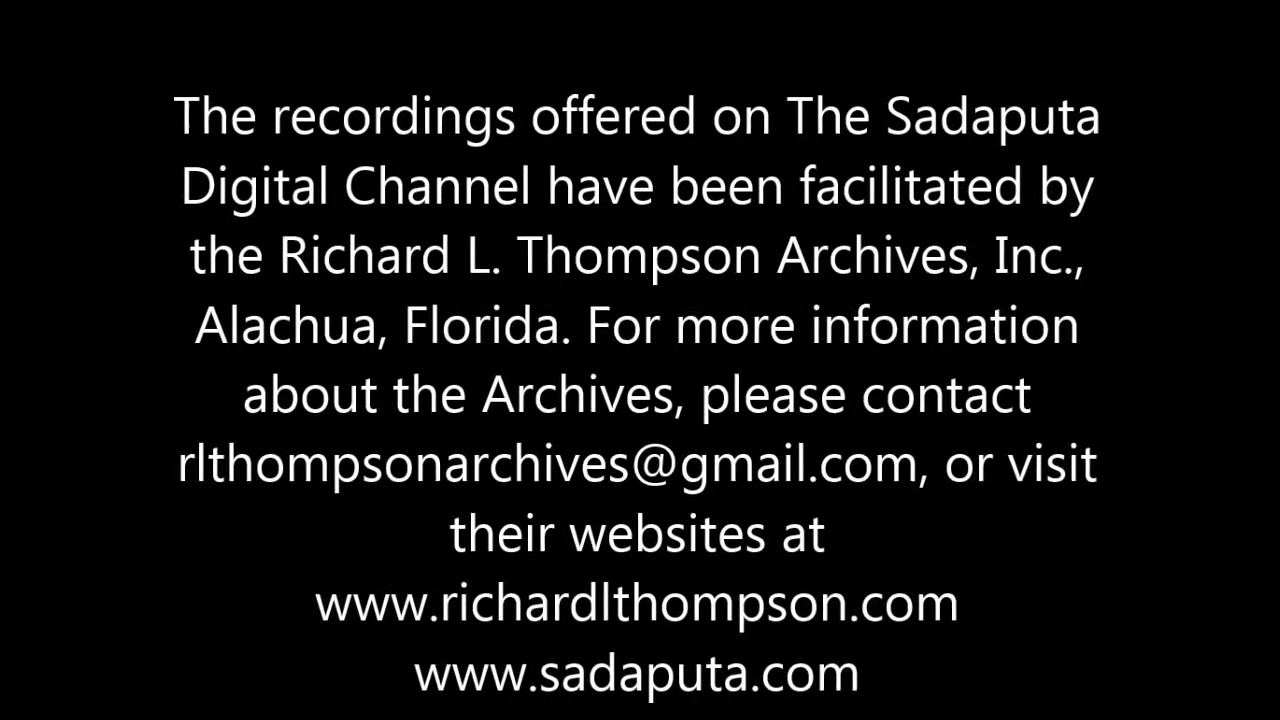 The recordings offered on The Sadaputa
Digital Channel have been facilitated by
the Richard L. Thompson Archives, Inc.,
Alachua, Florida. For more information
about the Archives, please contact
rlthompsonarchives@gmail.com, or visit
their websites at
www.richardlthompson.com
www.sadaputa.com